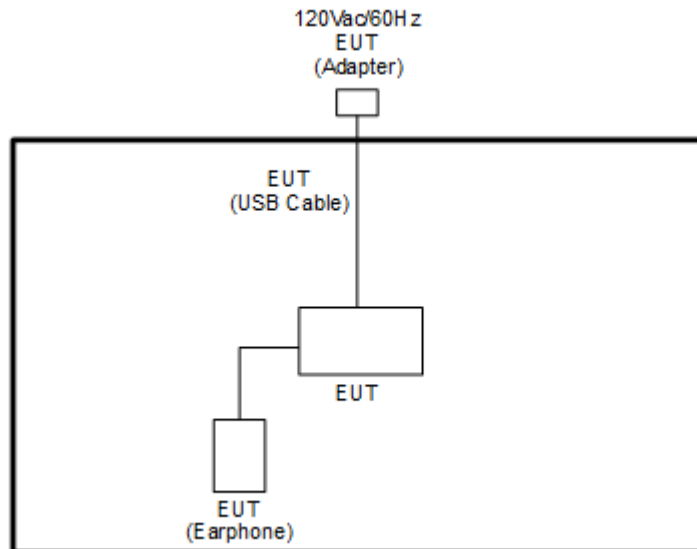 120Vac/60Hz
EUT
(Adapter)
EUT
(USB Cable)
EUT
EUT
(Earphone)